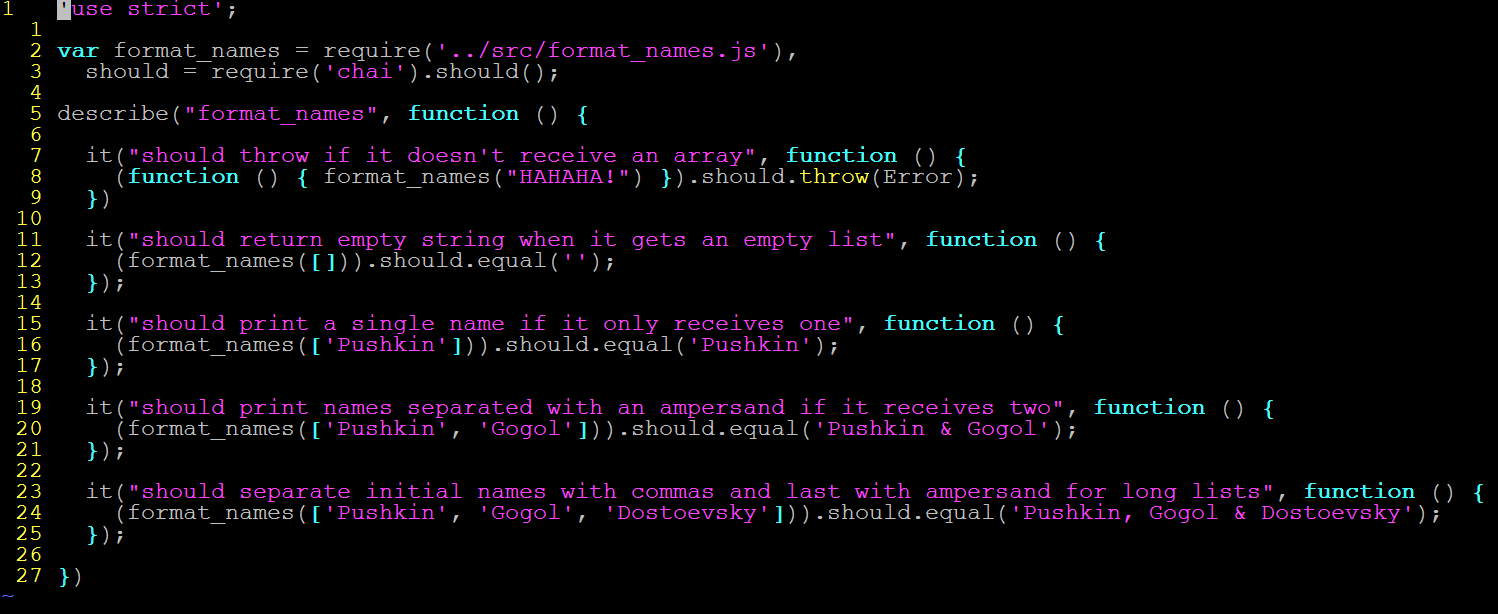 1   'use strict';
  1
  2 var format_names = require('../src/format_names.js'),
  3   should = require('chai').should();
  4
  5 describe("format_names", function () {
  6
  7   it("should throw if it doesn't receive an array", function () {
  8     (function () { format_names("HAHAHA!") }).should.throw(Error);
  9   })
 10
 11   it("should return empty string when it gets an empty list", function () {
 12     (format_names([])).should.equal('');
 13   });
 14
 15   it("should print a single name if it only receives one", function () {
 16     (format_names(['Pushkin'])).should.equal('Pushkin');
 17   });
 18
 19   it("should print names separated with an ampersand if it receives two", function () {
 20     (format_names(['Pushkin', 'Gogol'])).should.equal('Pushkin & Gogol');
 21   });
 22
 23   it("should separate initial names with commas and last with ampersand for long lists", function () {
 24     (format_names(['Pushkin', 'Gogol', 'Dostoevsky'])).should.equal('Pushkin, Gogol & Dostoevsky');
 25   });
 26
 27 })
~